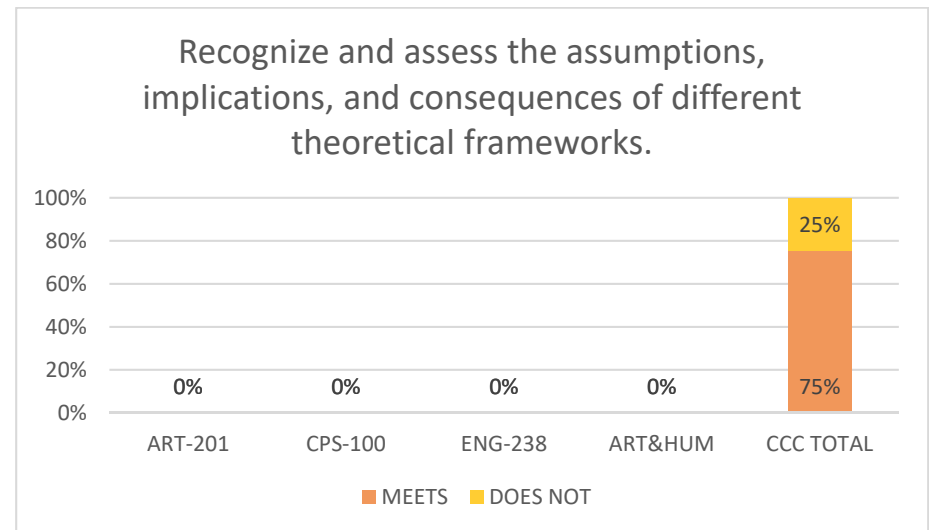 Recognize and assess the assumptions,
implications, and consequences of different
theoretical frameworks.
100%
80%
60%
40%
20%
0%
25%
0%
0%
0%
0%
75%
ART-201
CPS-100
ENG-238
ART&HUM
CCC TOTAL
MEETS
DOES NOT